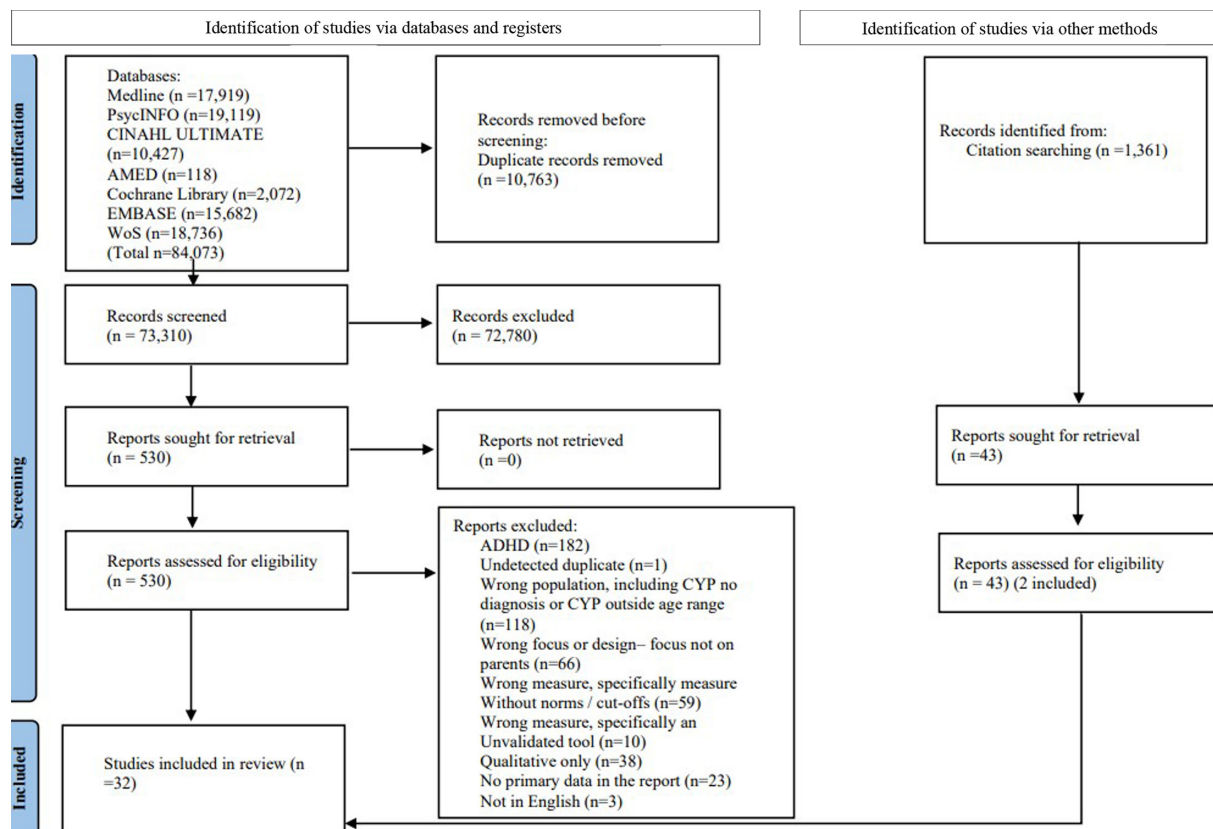 Identification of studies via databases and registers
Identification of studies via other methods
Identification
Databases:
Medline (n =17,919)
PsycINFO (n=19,119)
CINAHL ULTIMATE
(n=10,427)
AMED (n=118)
Cochrane Library (n=2,072)
EMBASE (n=15,682)
WoS (n=18,736)
(Total n=84,073)
Records removed before
screening:
Duplicate records removed
(n =10,763)
Records identified from:
Citation searching (n =1,361)
Screening
Records screened
(n = 73,310)
Records excluded
(n = 72,780)
Reports sought for retrieval
(n = 530)
Reports not retrieved
(n =0)
Reports sought for retrieval
(n =43)
Reports assessed for eligibility
(n = 530)
Reports excluded:
ADHD (n=182)
Undetected duplicate (n=1)
Wrong population, including CYP no
diagnosis or CYP outside age range
(n=118)
Wrong focus or design– focus not on
parents (n=66)
Wrong measure, specifically measure
Without norms / cut-offs (n=59)
Wrong measure, specifically an
Unvalidated tool (n=10)
Qualitative only (n=38)
No primary data in the report (n=23)
Not in English (n=3)
Reports assessed for eligibility
(n = 43) (2 included)
Included
Studies included in review (n
=32)